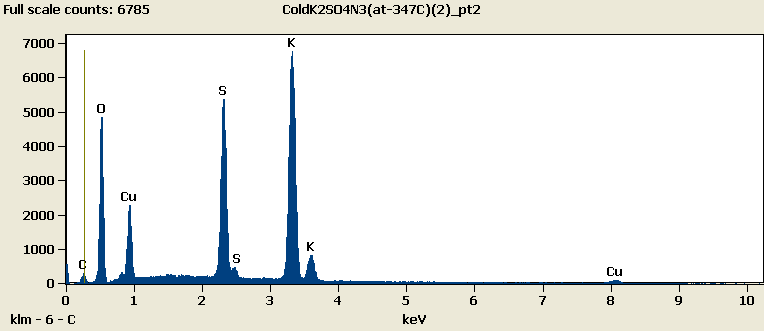 Full scale counts: 6785 ColdK2SO4N3(at-347C)(2)_pt2
7000
6000
5000
4000
3000
2000
1000
0
C
O
Cu
S
S
K
K
Cu
0 1 2 3 4 5 6 7 8 9 10
klm - 6 - C keV